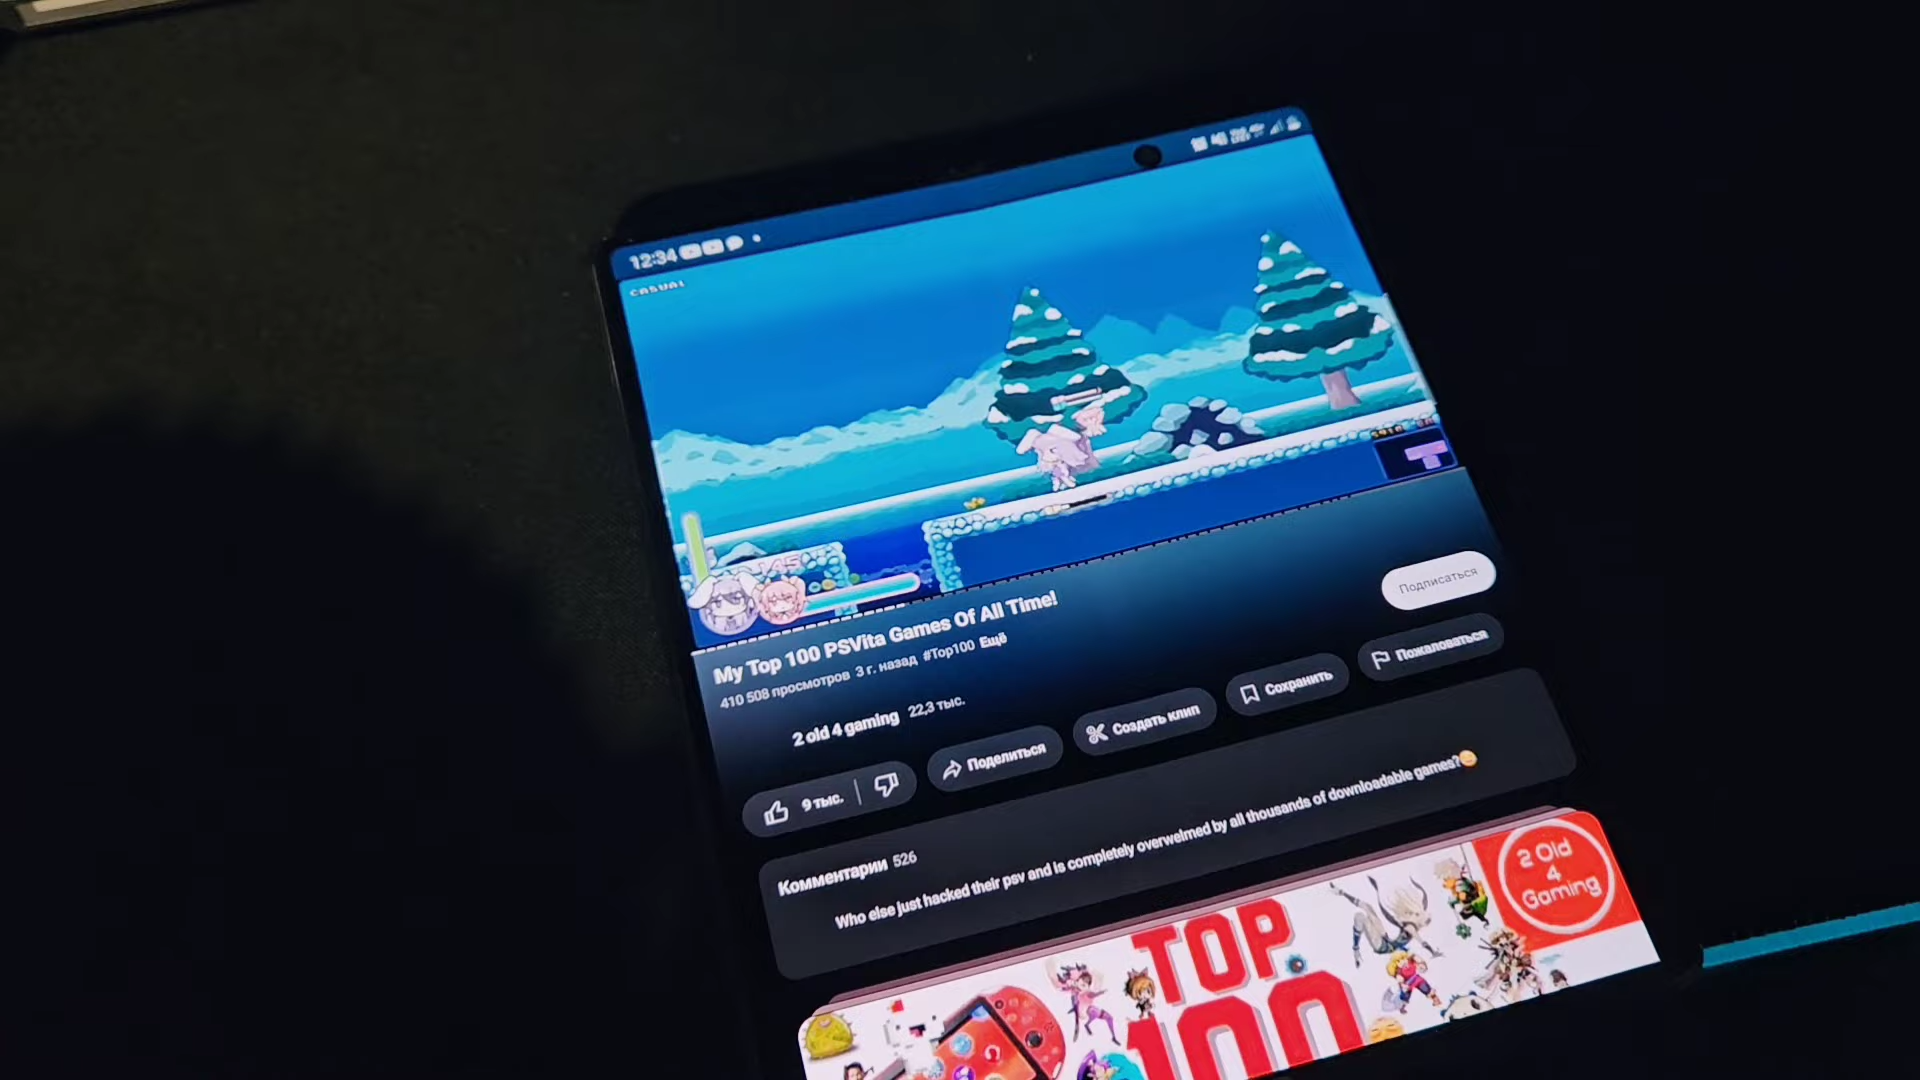 12:34
CASUAL
My Top 100 PSVita Games Of All Time!
410 508 просмотров 3 г. назад #Top100 Ещё
2 old 4 gaming 22,3 тыс.
Подписаться
9 тыс.
Поделиться
Создать клип
Сохранить
Пожаловаться
Комментарии 526
Who else just hacked their psv and is completely overwelmed by all thousands of downloadable games?
2 Old
4
Gaming
TOP
100